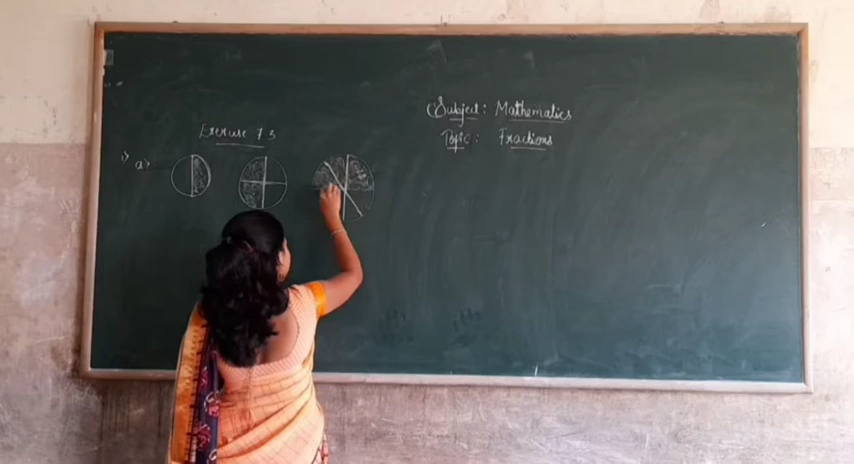 Subject : Mathematics
Topic : Fractions
Exercise 7 3
1) a)